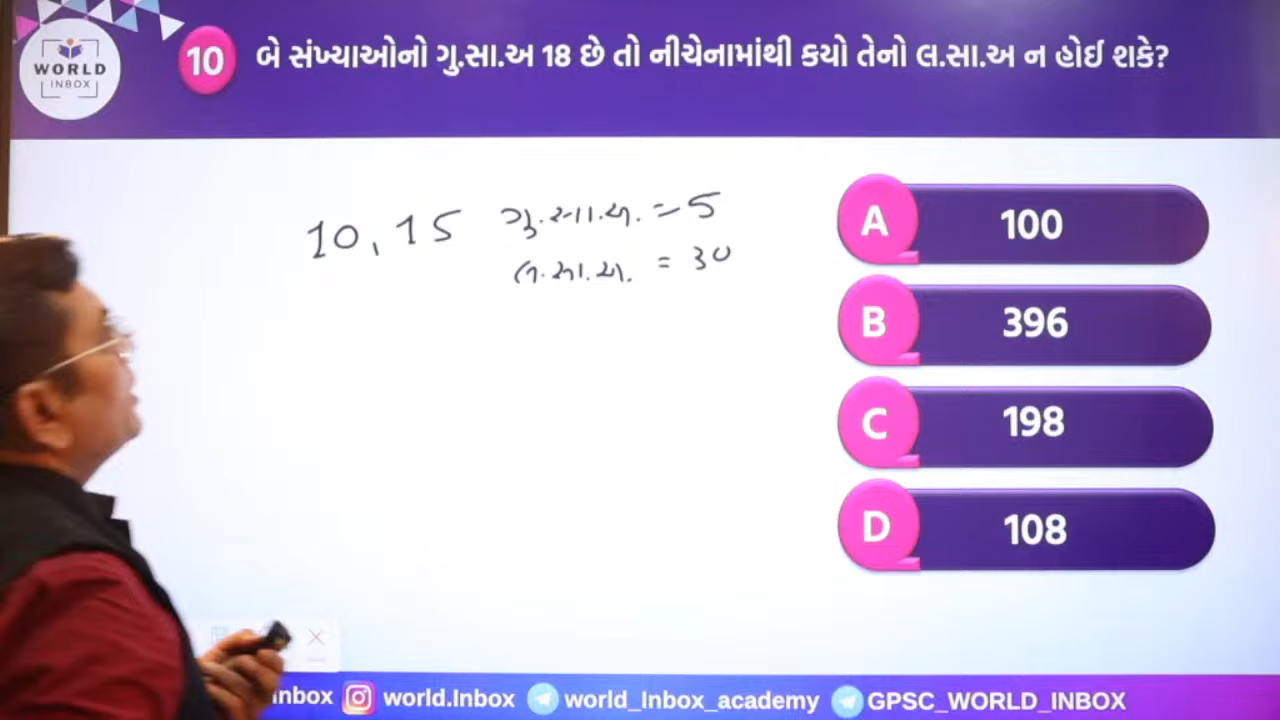 WORLD
INBOX
10 બે સંખ્યાઓનો ગુ.સા.અ 18 છે તો નીચેનામાંથી કયો તેનો લ.સા.અ ન હોઈ શકે?
10, 15 ગુ.સા.અ. = 5
લ.સા.અ. = 30
A 100
B 396
C 198
D 108
Inbox world.Inbox world_Inbox_academy GPSC_WORLD_INBOX